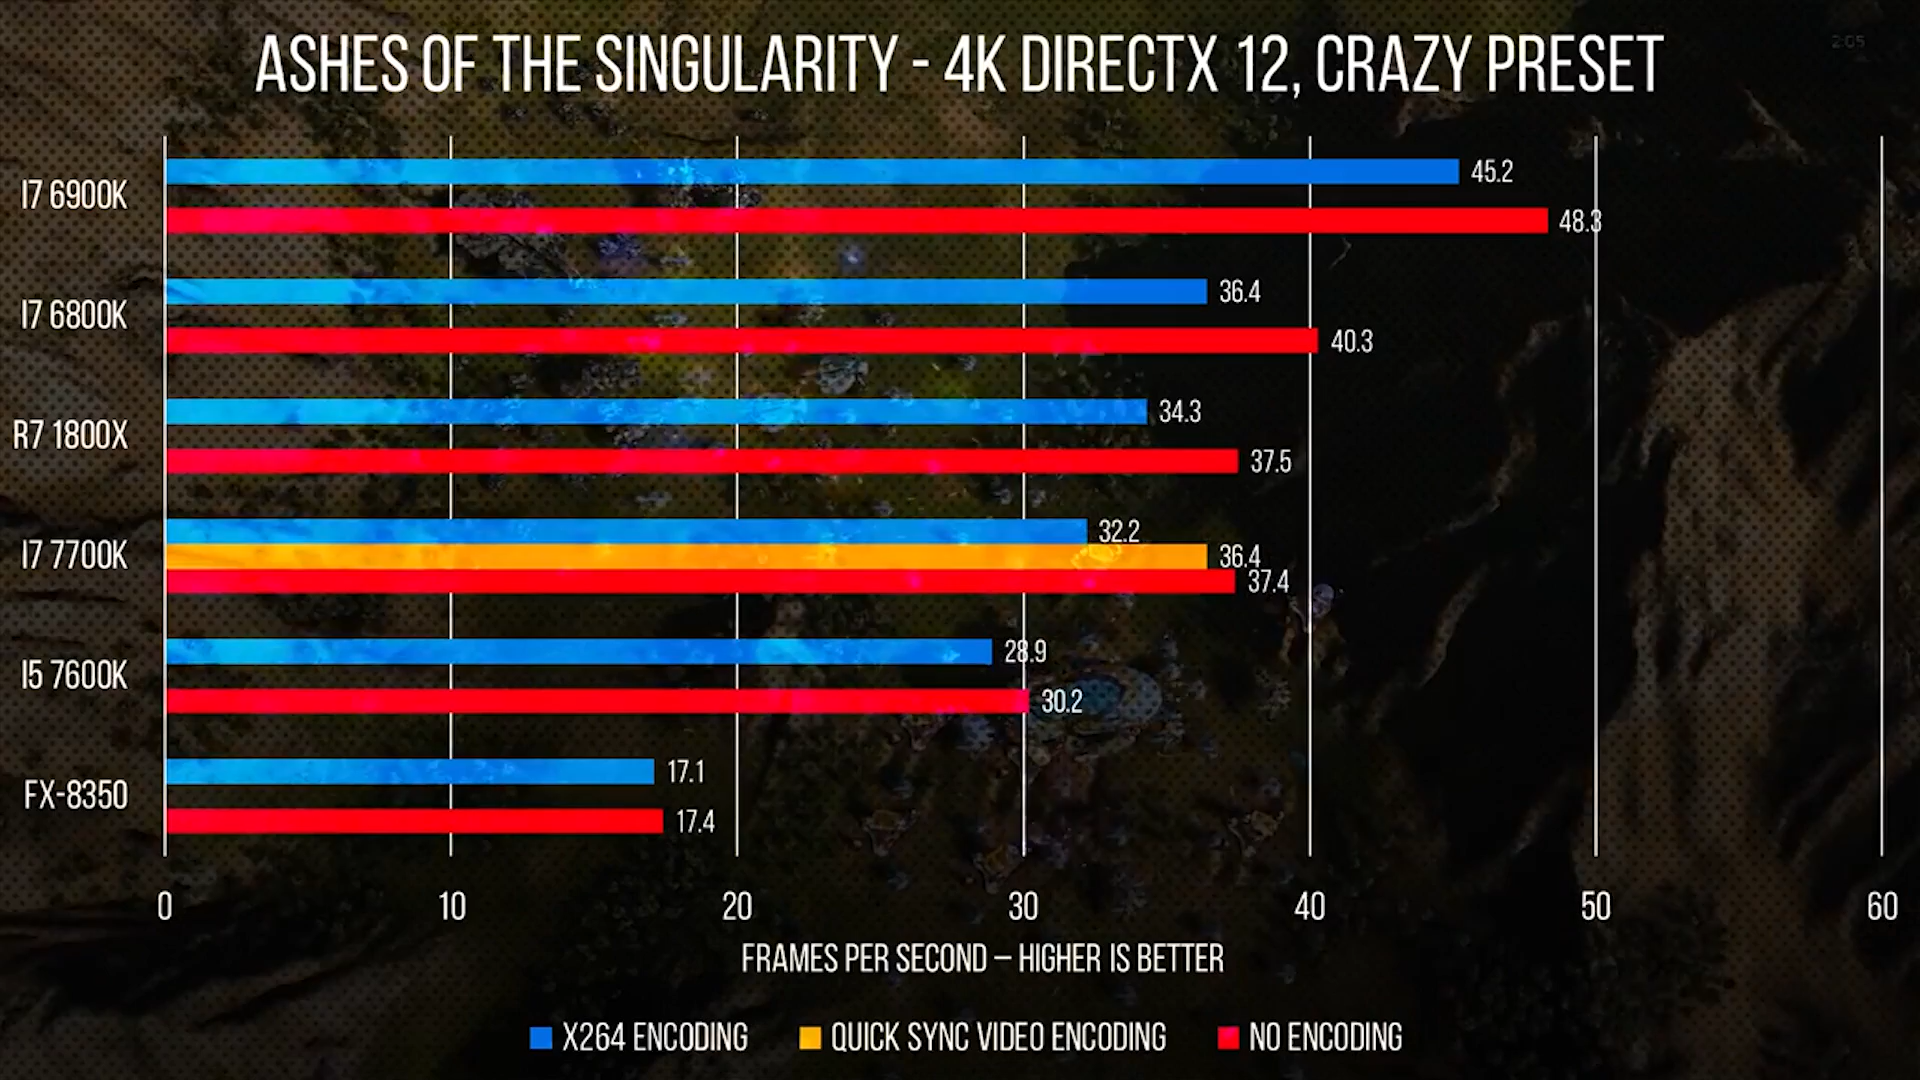 ASHES OF THE SINGULARITY - 4K DIRECTX 12, CRAZY PRESET
2:05
I7 6900K
45.2
48.3
I7 6800K
36.4
40.3
R7 1800X
34.3
37.5
I7 7700K
32.2
36.4
37.4
I5 7600K
28.9
30.2
FX-8350
17.1
17.4
0 10 20 30 40 50 60
FRAMES PER SECOND – HIGHER IS BETTER
X264 ENCODING QUICK SYNC VIDEO ENCODING NO ENCODING